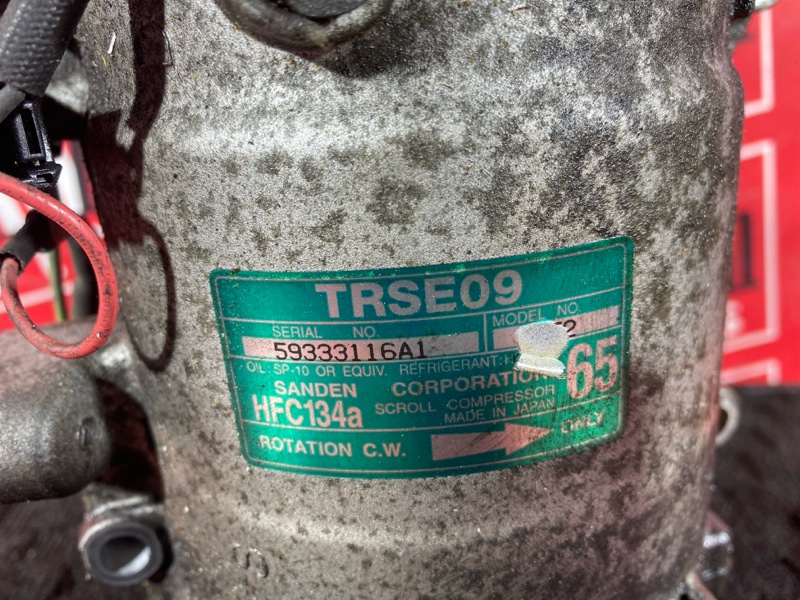 TRSE09
SERIAL NO.
MODEL NO
59333116A1
2
OIL: SP-10 OR EQUIV. REFRIGERANT:
SANDEN CORPORATION
65
HFC134a SCROLL COMPRESSOR
MADE IN JAPAN
ROTATION C.W.
ONLY